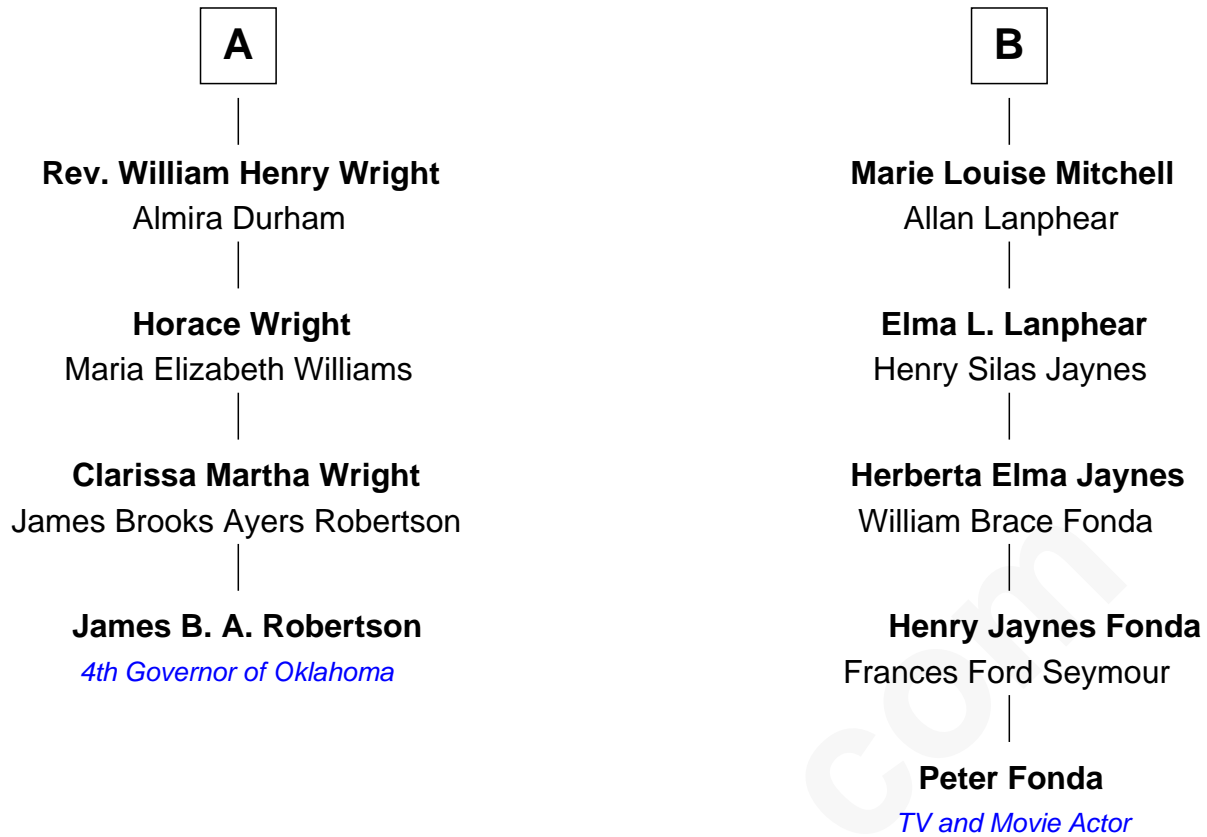 A
Rev. William Henry Wright
Almira Durham
Horace Wright
Maria Elizabeth Williams
Clarissa Martha Wright
James Brooks Ayers Robertson
James B. A. Robertson
4th Governor of Oklahoma
B
Marie Louise Mitchell
Allan Lanphear
Elma L. Lanphear
Henry Silas Jaynes
Herberta Elma Jaynes
William Brace Fonda
Henry Jaynes Fonda
Frances Ford Seymour
Peter Fonda
TV and Movie Actor
com